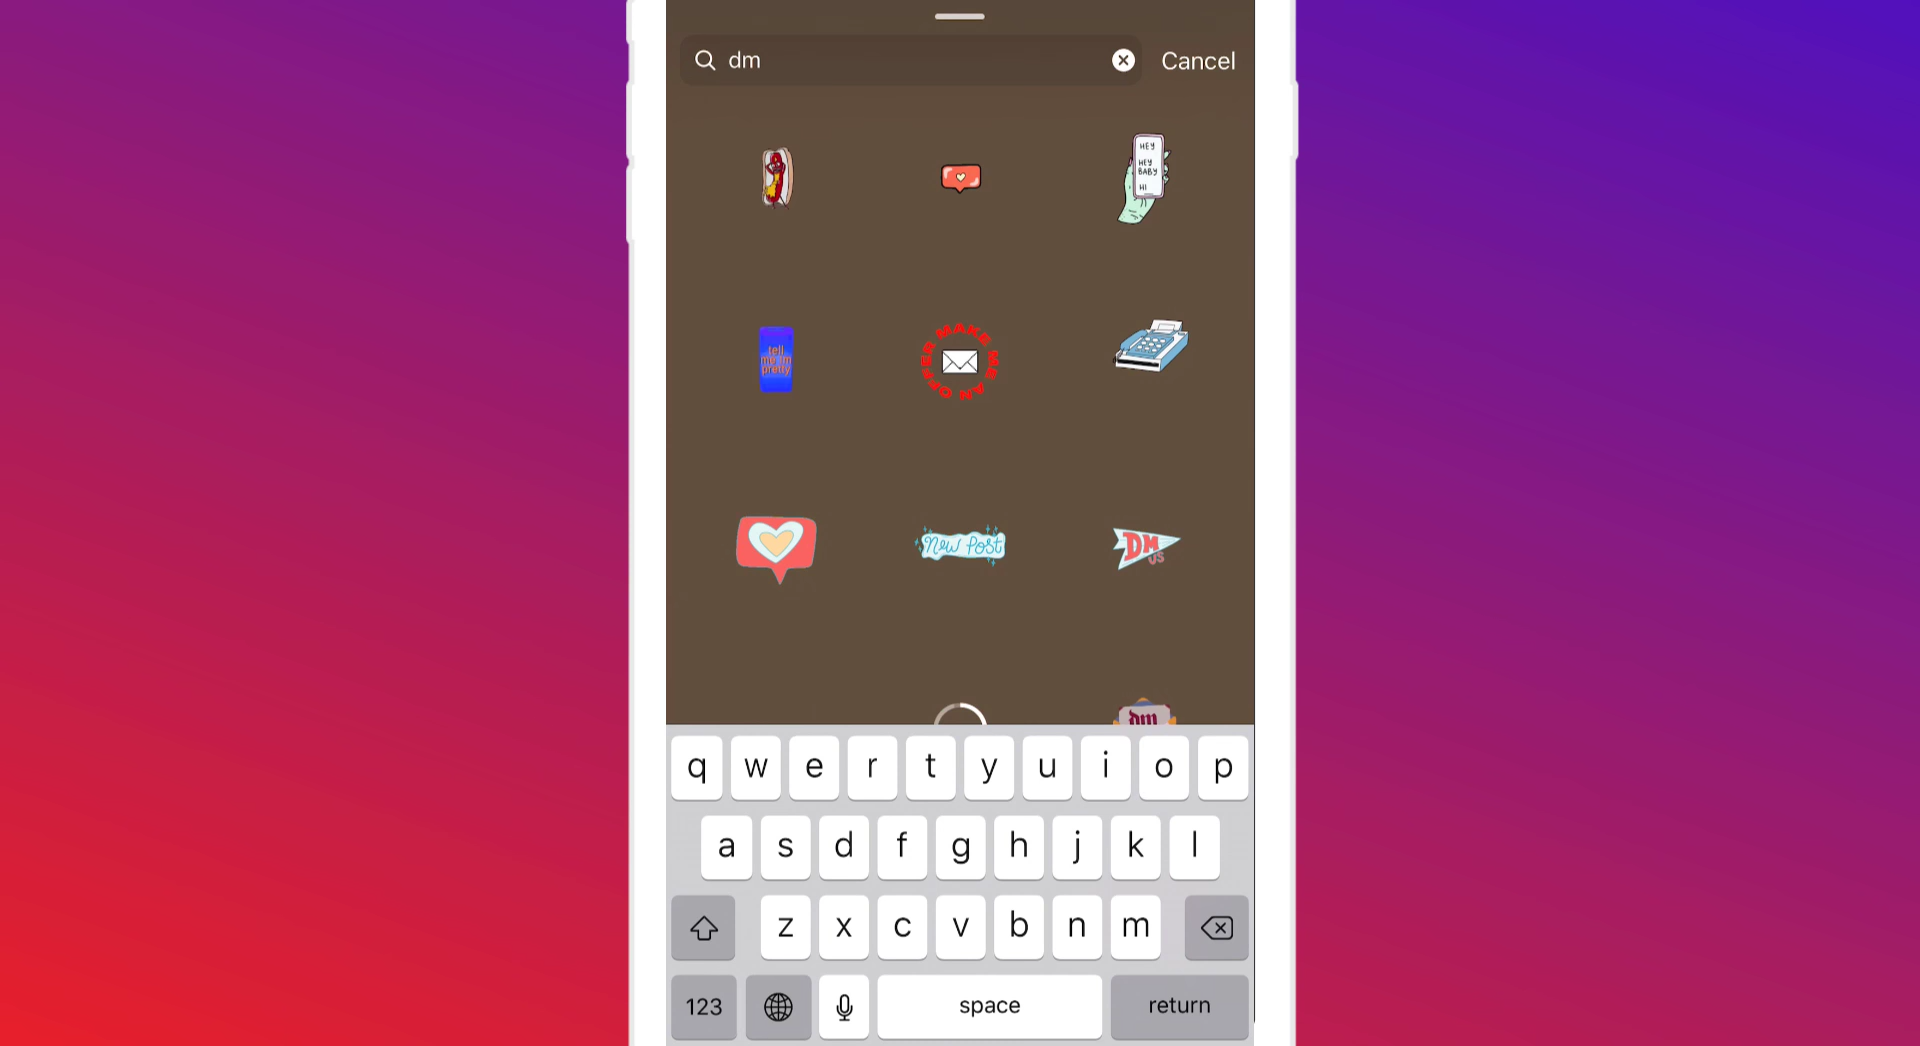 dm
Cancel
HEY
HEY
BABY
HI
tell
me im
pretty
MAKE ME AN OFFER
New Post
DM
US
dm
q w e r t y u i o p
a s d f g h j k l
z x c v b n m
123
space
return